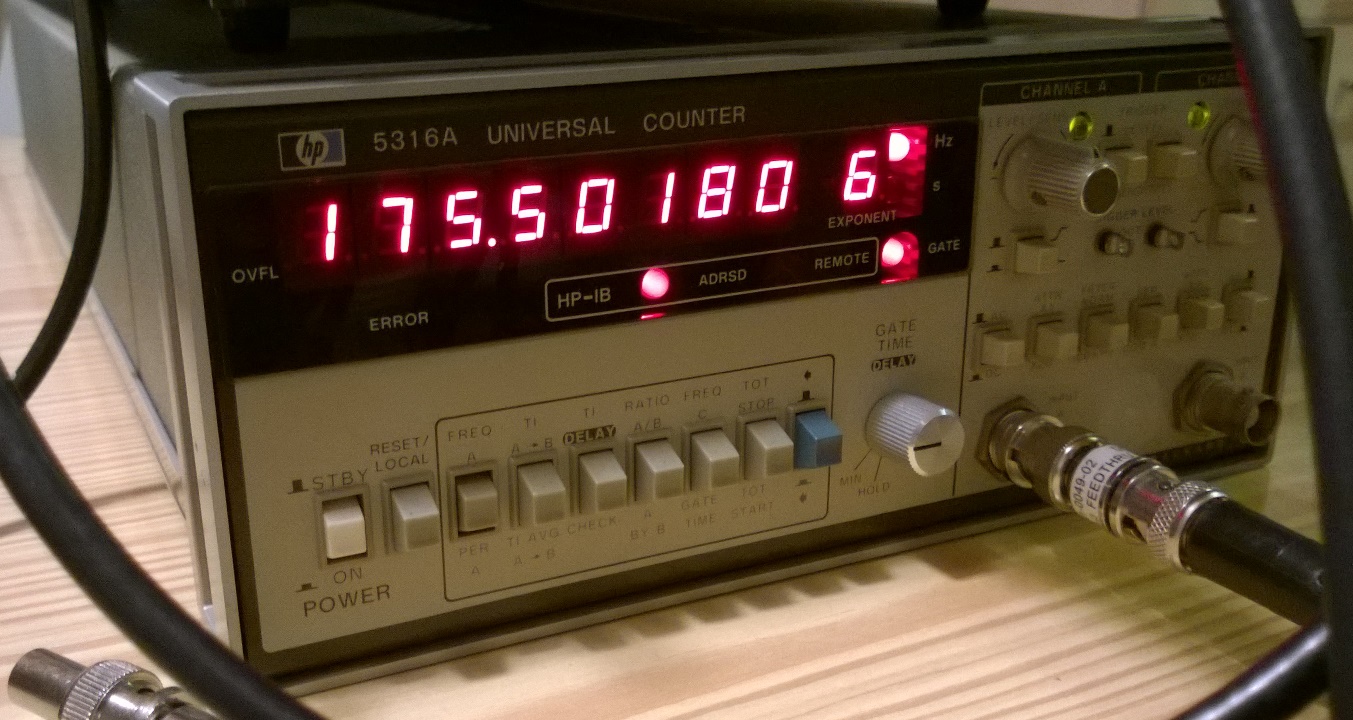 hp 5316A UNIVERSAL COUNTER
175.50180 6
Hz
S
EXPONENT
OVFL
HP-IB ADRSD REMOTE
GATE
ERROR
CHANNEL A
GATE
TIME
DELAY
MIN
HOLD
STBY
ON
POWER
RESET/
LOCAL
FREQ
A
PER
A
TI
A → B
TI AVG
A → B
TI
DELAY
CHECK
RATIO
A/B
A
BY B
FREQ
C
GATE
TIME
TOT
STOP
TOT
START
FEEDTHRU